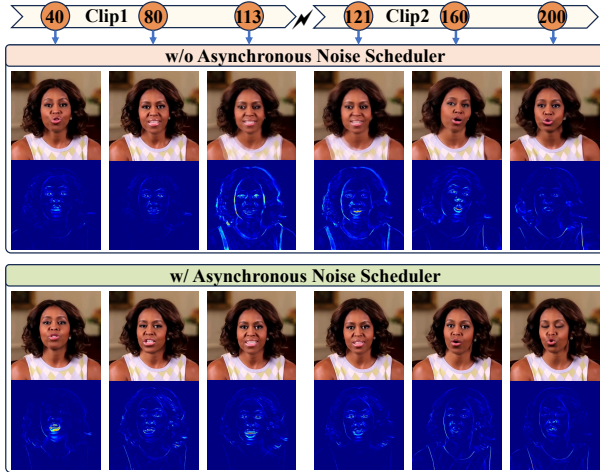 40 Clip1 80 113 121 Clip2 160 200
w/o Asynchronous Noise Scheduler
w/ Asynchronous Noise Scheduler